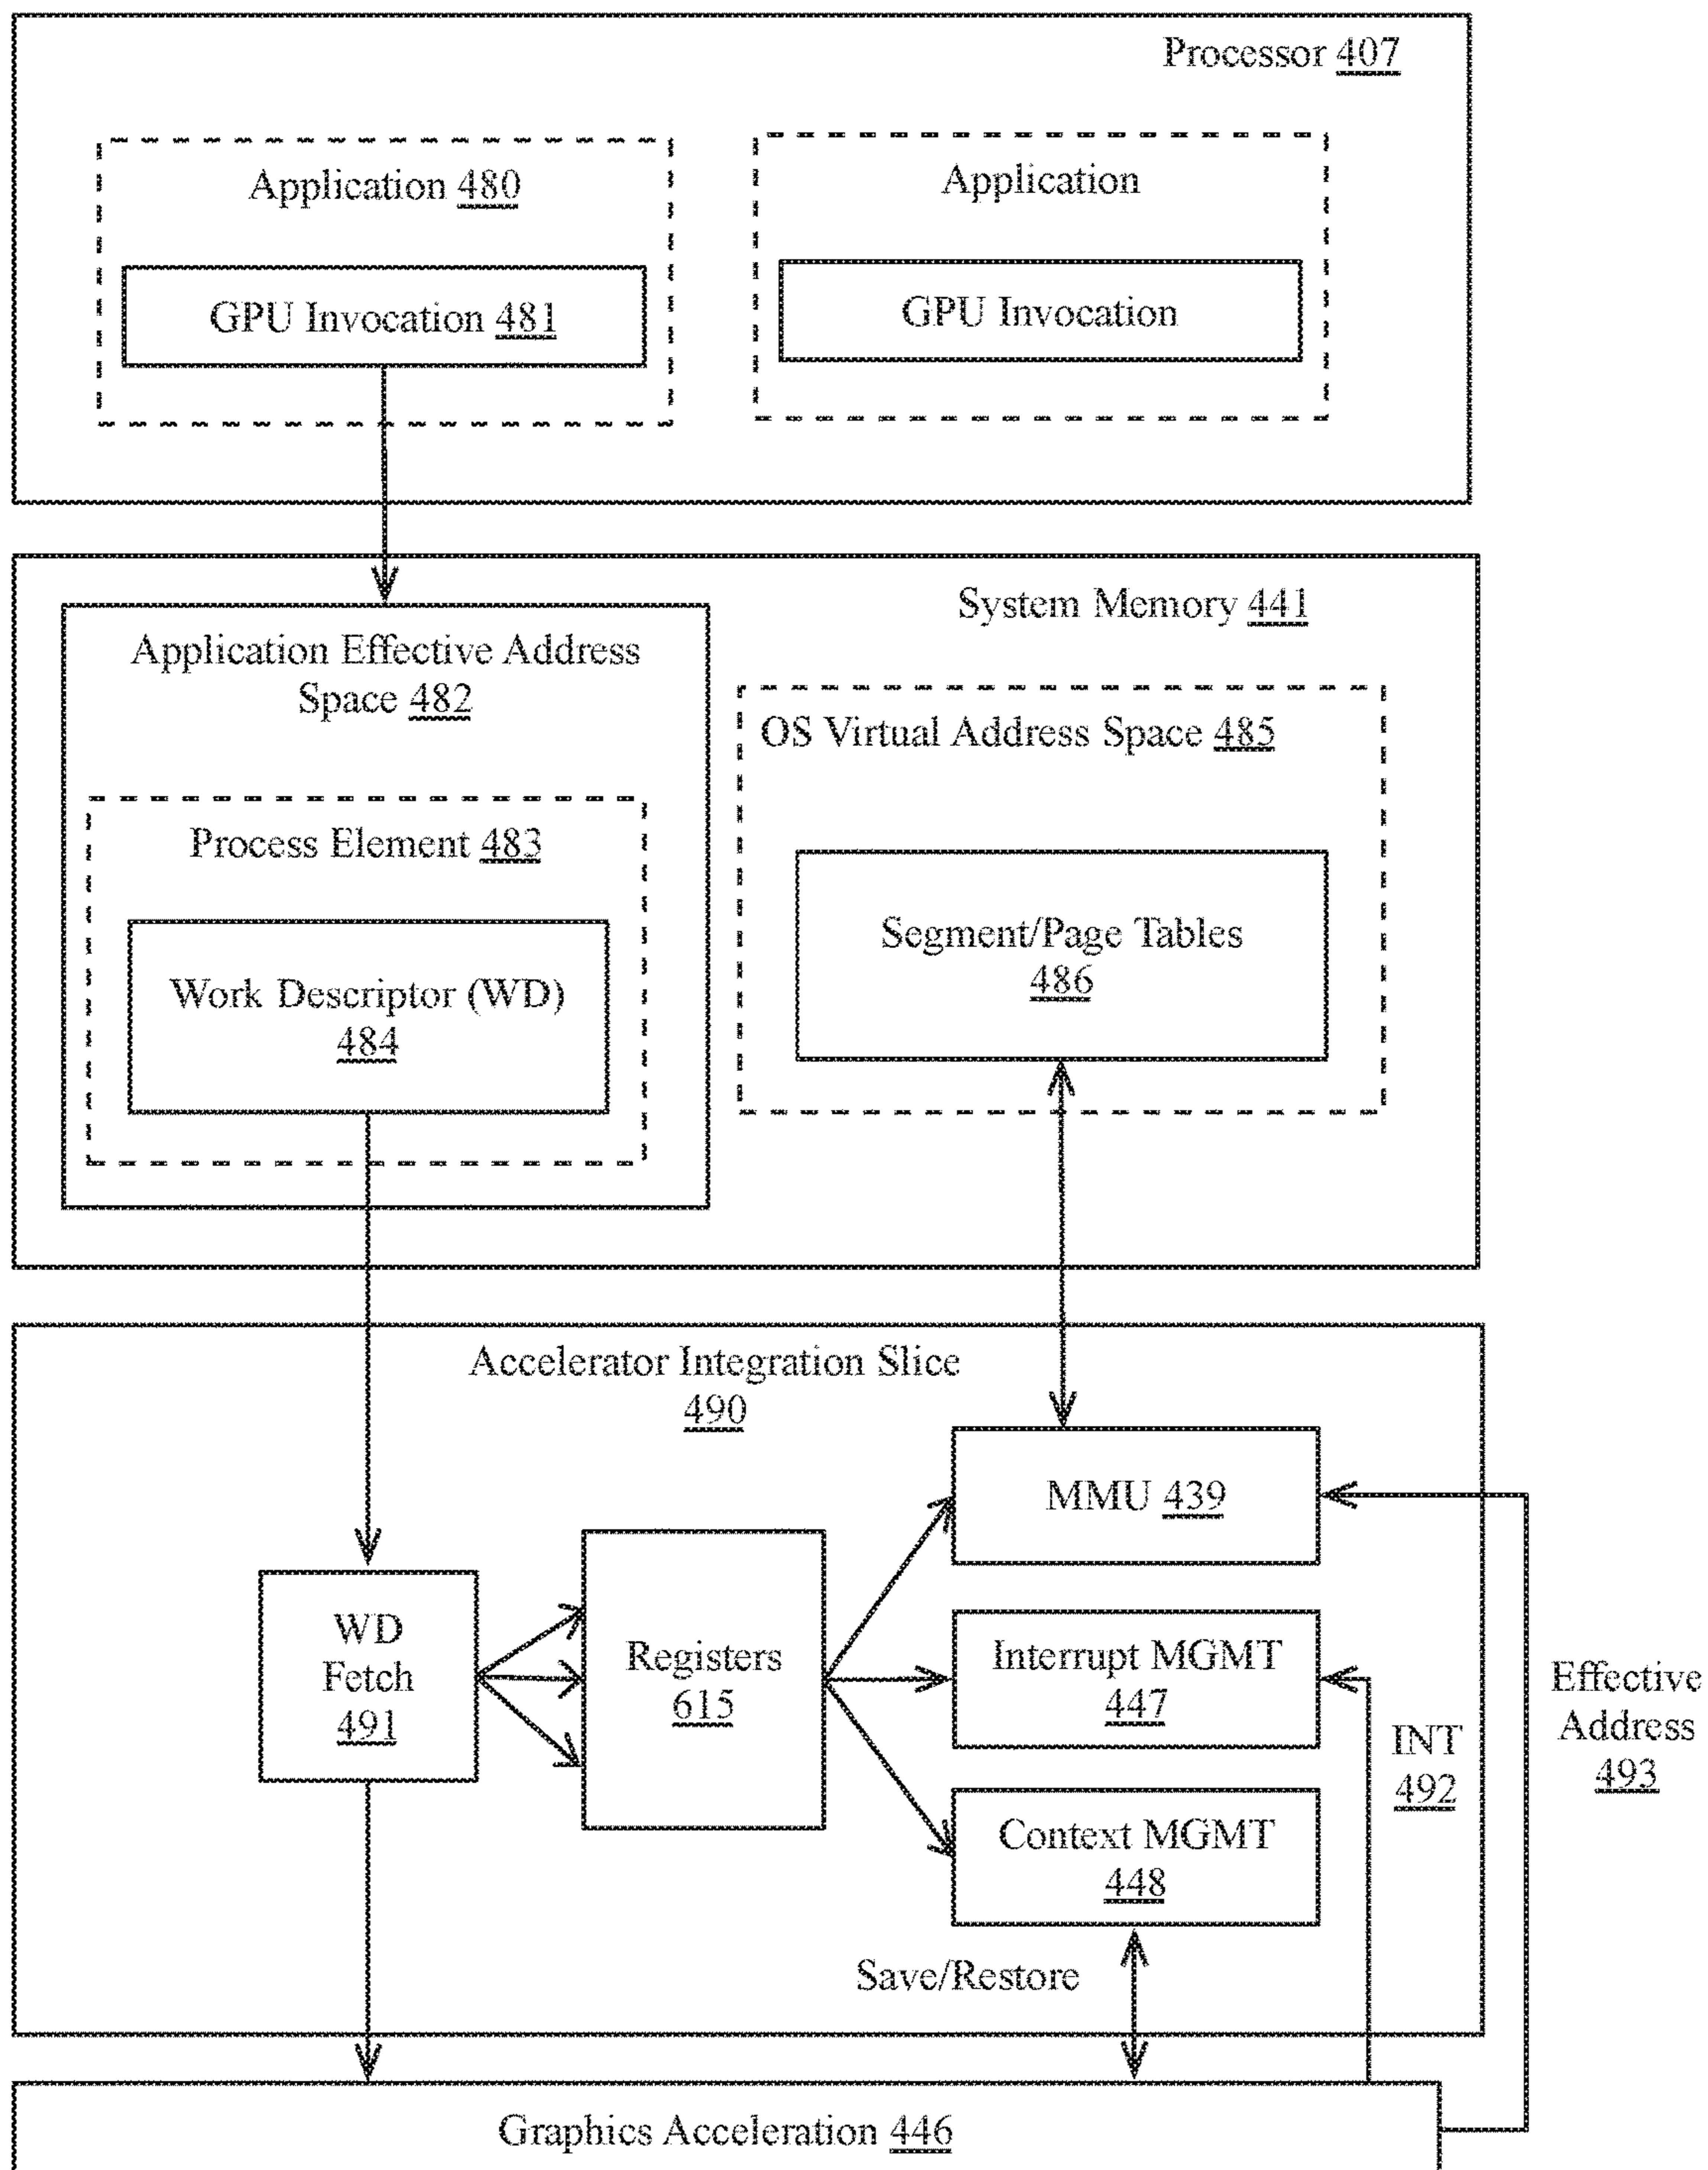 Processor 407
Application 480
Application
GPU Invocation 481
GPU Invocation
System Memory 441
Application Effective Address
Space 482
OS Virtual Address Space 485
Process Element 483
Segment/Page Tables
486
Work Descriptor (WD)
484
Accelerator Integration Slice
490
MMU 439
WD
Fetch
491
Registers
615
Interrupt MGMT
447
Effective
Address
493
INT
492
Context MGMT
448
Save/Restore
Graphics Acceleration 446